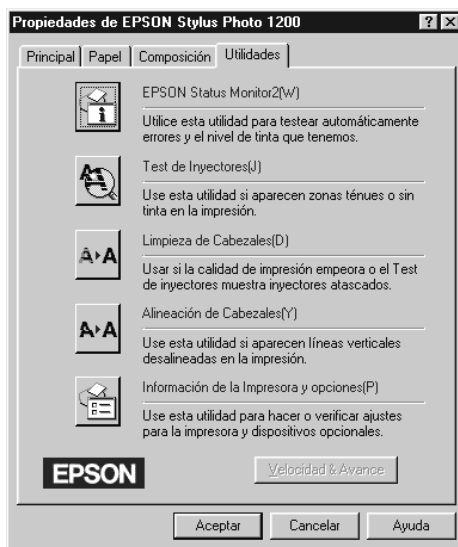 Propiedades de EPSON Stylus Photo 1200
Principal Papel Composición Utilidades
EPSON Status Monitor2(W)
Utilice esta utilidad para testear automáticamente
errores y el nivel de tinta que tenemos.
Test de Inyectores(J)
Use esta utilidad si aparecen zonas ténues o sin
tinta en la impresión.
Limpieza de Cabezales(D)
Usar si la calidad de impresión empeora o el Test
de inyectores muestra inyectores atascados.
Alineación de Cabezales(Y)
Use esta utilidad si aparecen líneas verticales
desalineadas en la impresión.
Información de la Impresora y opciones(P)
Use esta utilidad para hacer o verificar ajustes
para la impresora y dispositivos opcionales.
EPSON Velocidad & Avance
Aceptar Cancelar Ayuda